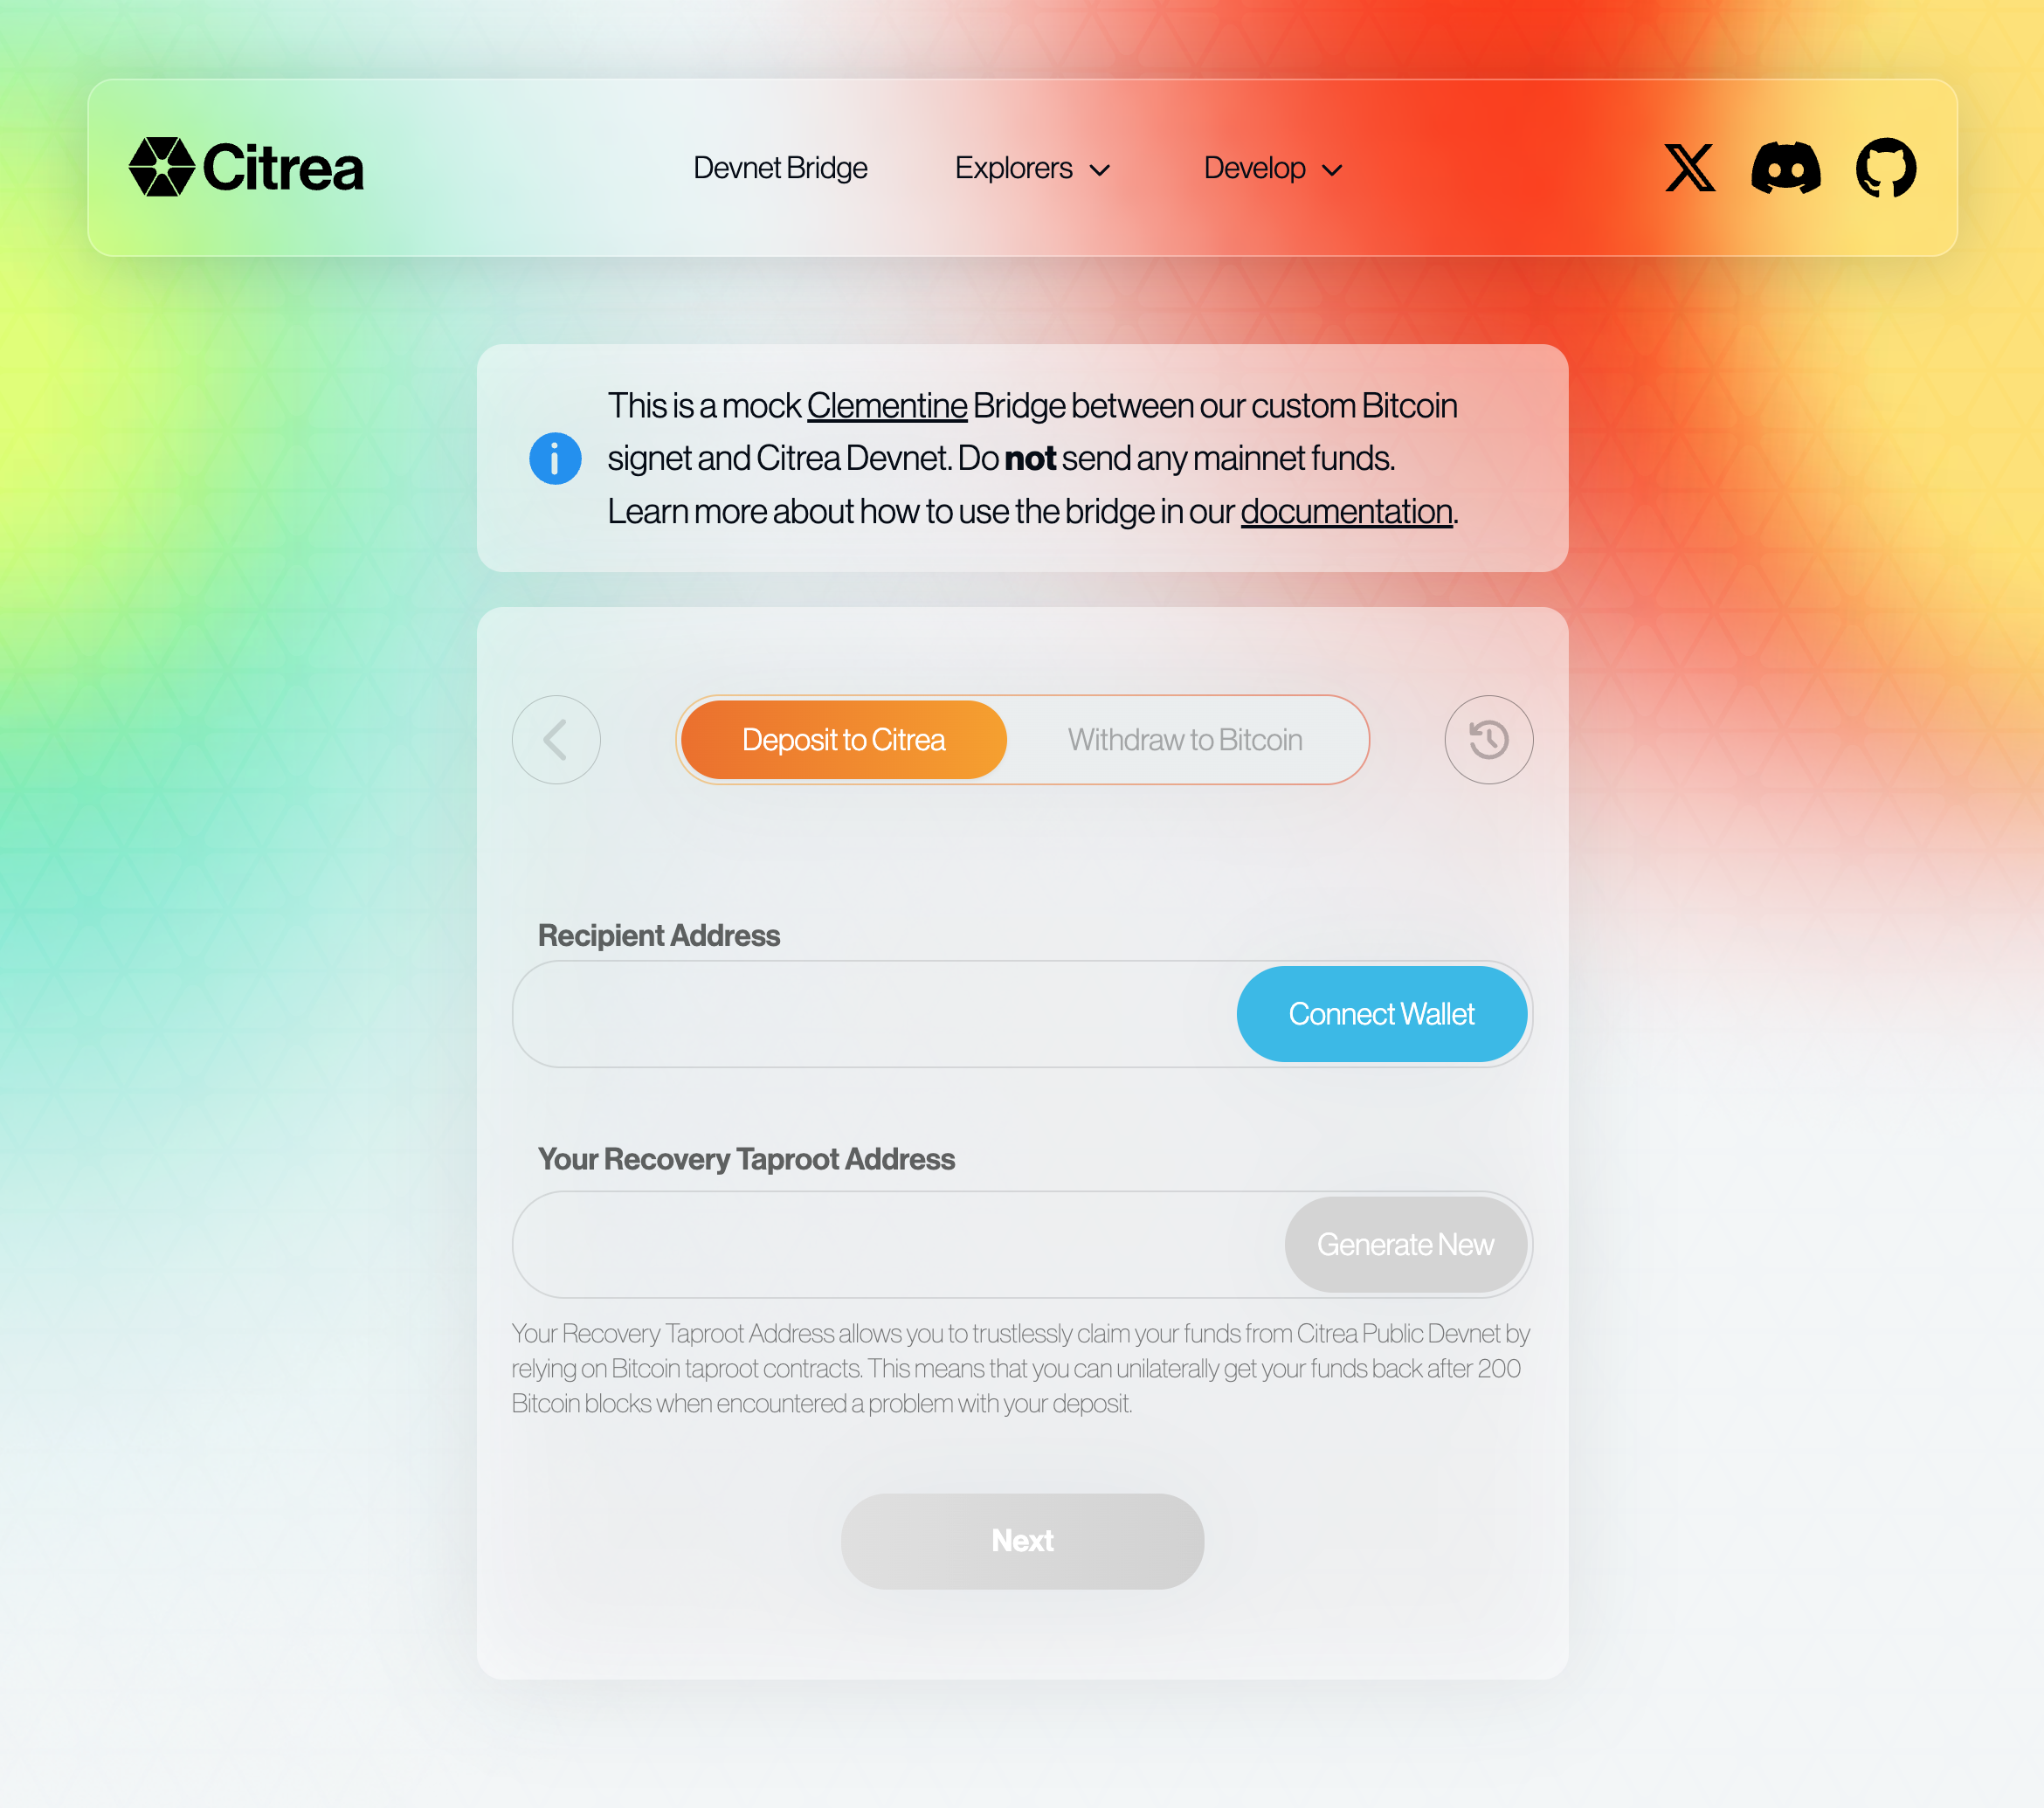 Citrea
Devnet Bridge
Explorers
Develop
This is a mock Clementine Bridge between our custom Bitcoin
signet and Citrea Devnet. Do not send any mainnet funds.
Learn more about how to use the bridge in our documentation.
Deposit to Citrea
Withdraw to Bitcoin
Recipient Address
Connect Wallet
Your Recovery Taproot Address
Generate New
Your Recovery Taproot Address allows you to trustlessly claim your funds from Citrea Public Devnet by
relying on Bitcoin taproot contracts. This means that you can unilaterally get your funds back after 200
Bitcoin blocks when encountered a problem with your deposit.
Next